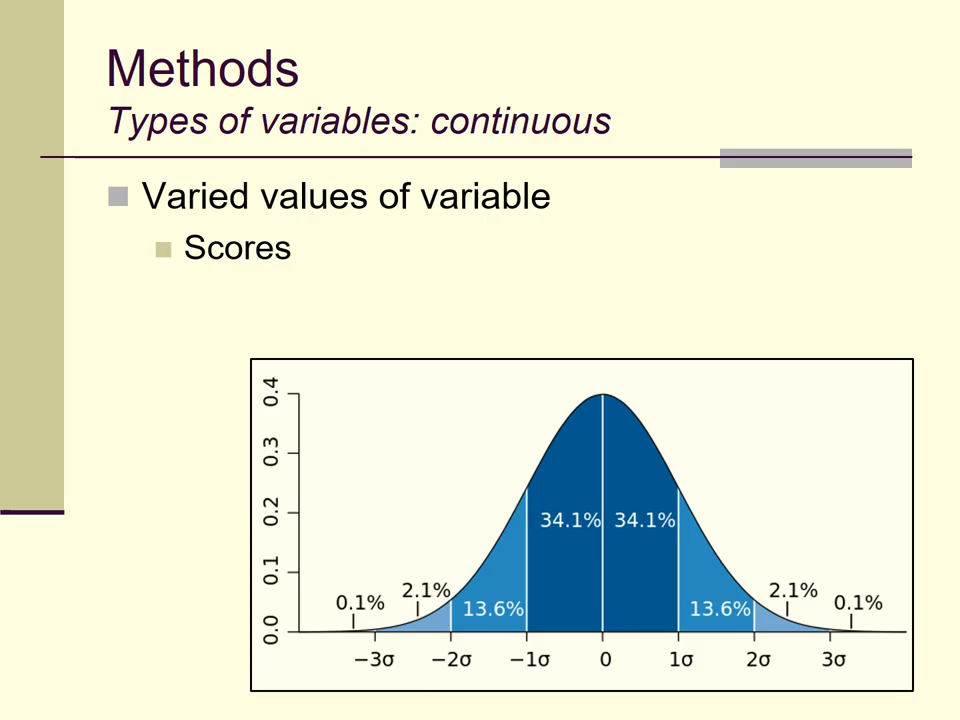 Methods
Types of variables: continuous
Varied values of variable
Scores
0.4
0.3
0.2
0.1
0.0
34.1% 34.1%
2.1% 2.1%
0.1% 13.6% 13.6% 0.1%
−3σ −2σ −1σ 0 1σ 2σ 3σ